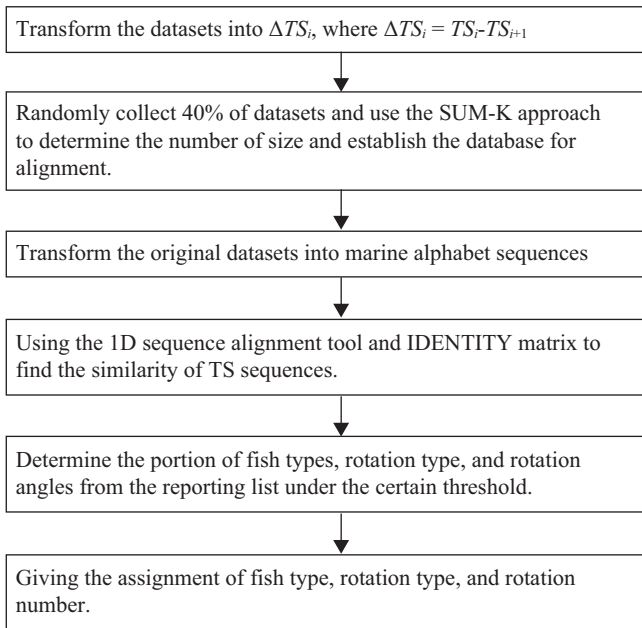 Transform the datasets into ΔTSi, where ΔTSi = TSi-TSi+1
Randomly collect 40% of datasets and use the SUM-K approach
to determine the number of size and establish the database for
alignment.
Transform the original datasets into marine alphabet sequences
Using the 1D sequence alignment tool and IDENTITY matrix to
find the similarity of TS sequences.
Determine the portion of fish types, rotation type, and rotation
angles from the reporting list under the certain threshold.
Giving the assignment of fish type, rotation type, and rotation
number.